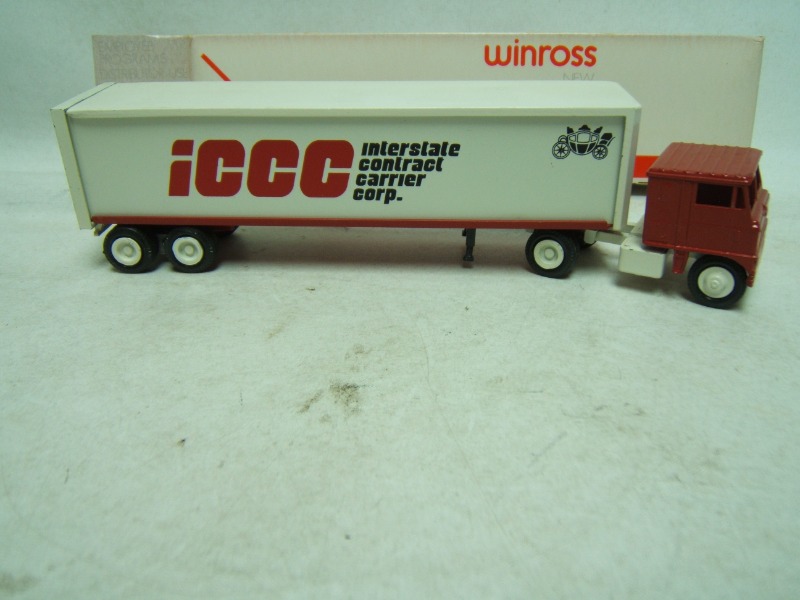 winross
NEW
iCCC
interstate
contract
carrier
corp.